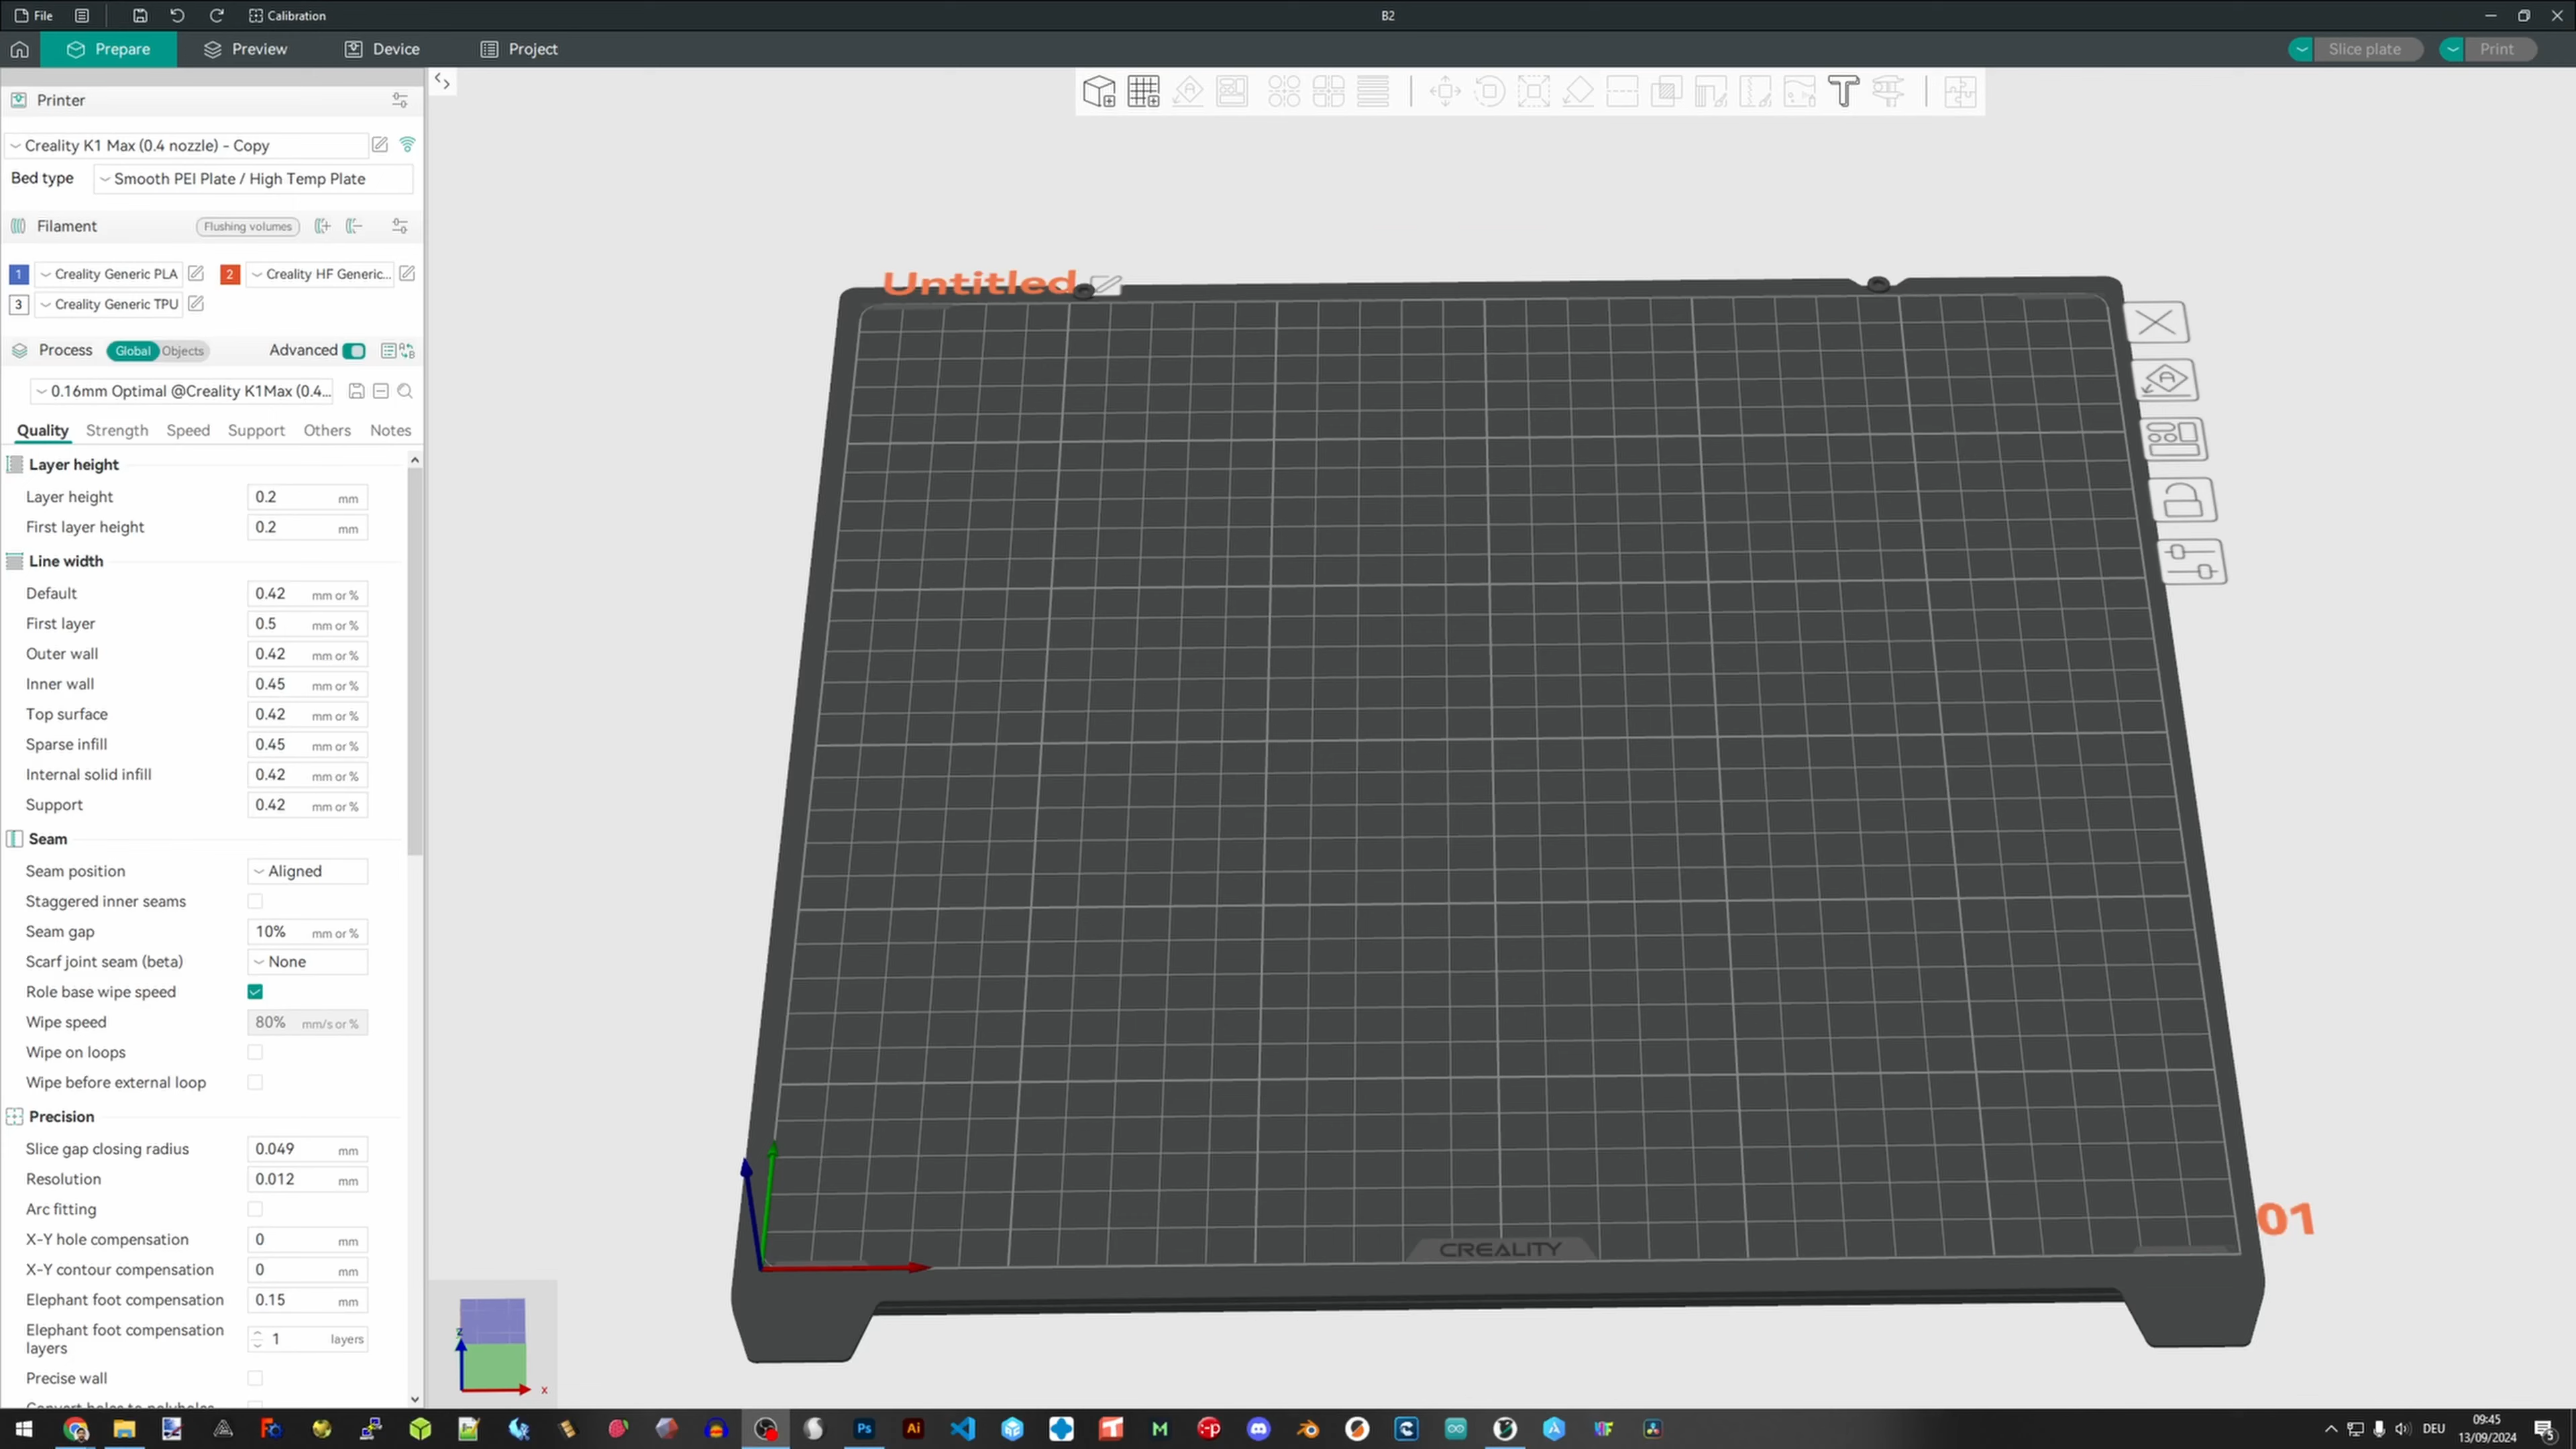 File
Calibration
B2
Prepare
Preview
Device
Project
Slice plate
Print
Printer
Creality K1 Max (0.4 nozzle) - Copy
Bed type
Smooth PEI Plate / High Temp Plate
Filament
Flushing volumes
1
Creality Generic PLA
2
Creality HF Generic...
3
Creality Generic TPU
Process
Global
Objects
Advanced
0.16mm Optimal @Creality K1Max (0.4...
Quality
Strength
Speed
Support
Others
Notes
Layer height
Layer height 0.2 mm
First layer height 0.2 mm
Line width
Default 0.42 mm or %
First layer 0.5 mm or %
Outer wall 0.42 mm or %
Inner wall 0.45 mm or %
Top surface 0.42 mm or %
Sparse infill 0.45 mm or %
Internal solid infill 0.42 mm or %
Support 0.42 mm or %
Seam
Seam position Aligned
Staggered inner seams
Seam gap 10% mm or %
Scarf joint seam (beta) None
Role base wipe speed
Wipe speed 80% mm/s or %
Wipe on loops
Wipe before external loop
Precision
Slice gap closing radius 0.049 mm
Resolution 0.012 mm
Arc fitting
X-Y hole compensation 0 mm
X-Y contour compensation 0 mm
Elephant foot compensation 0.15 mm
Elephant foot compensation
layers
1 layers
Precise wall
Untitled
CREALITY
01
z
x
Ps
Ai
DEU
09:45
13/09/2024
5